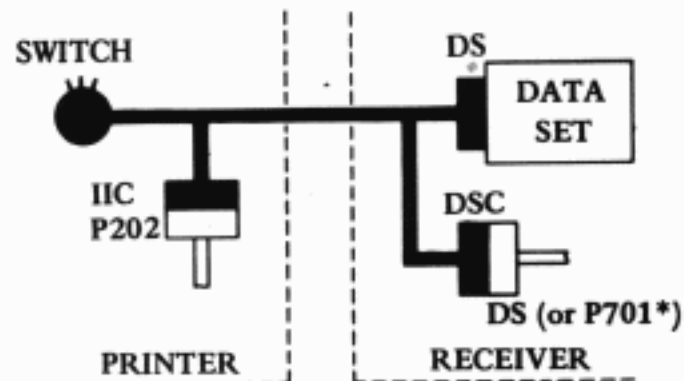 SWITCH
DS
DATA
SET
IIC
P202
DSC
DS (or P701*)
PRINTER
RECEIVER